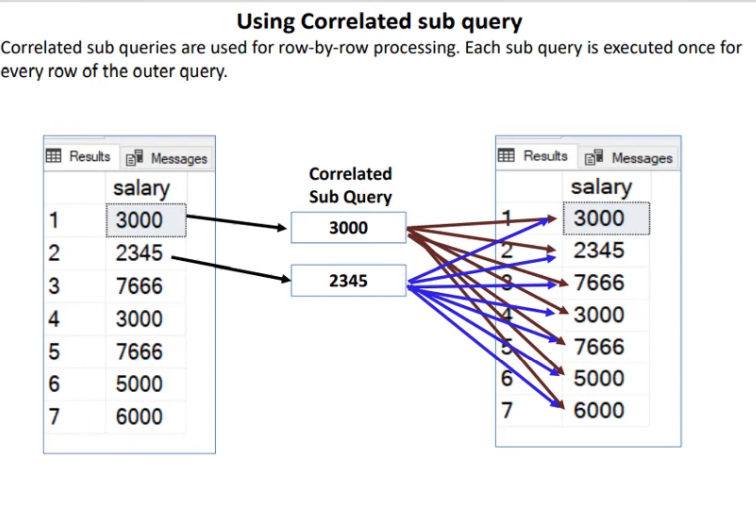 Using Correlated sub query
Correlated sub queries are used for row-by-row processing. Each sub query is executed once for
every row of the outer query.
Results Messages
salary
1 3000
2 2345
3 7666
4 3000
5 7666
6 5000
7 6000
Correlated
Sub Query
3000
2345
Results Messages
salary
1 3000
2 2345
3 7666
4 3000
5 7666
6 5000
7 6000